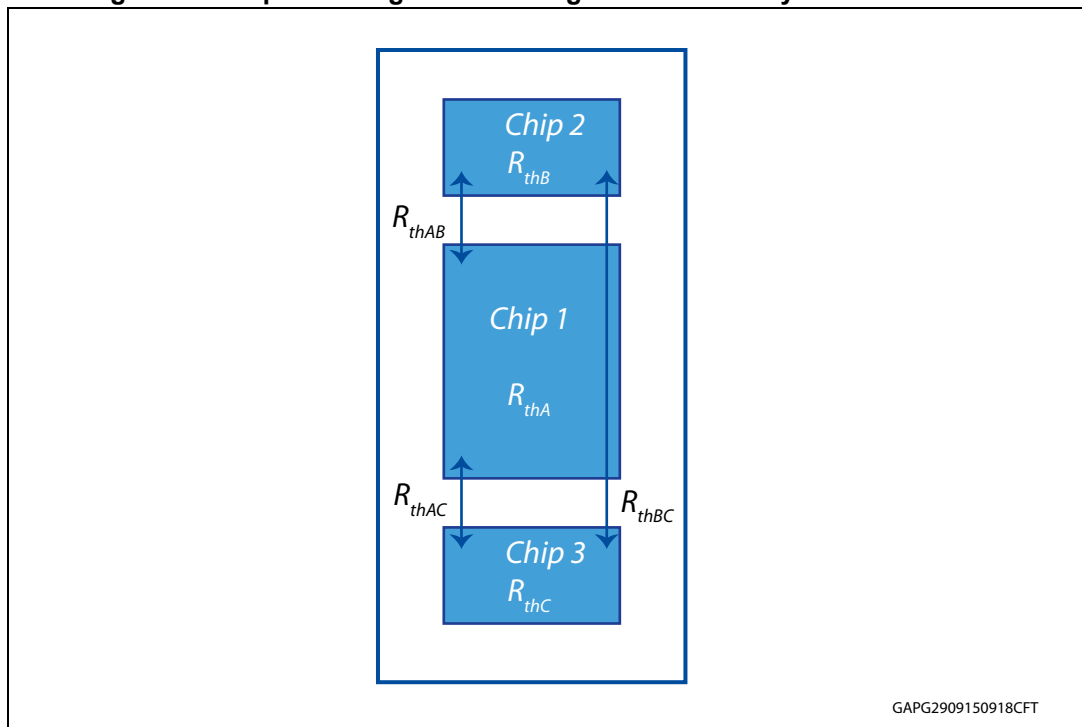 Chip 2
R_thB
R_thAB
Chip 1
R_thA
R_thAC
R_thBC
Chip 3
R_thC
GAPG2909150918CFT